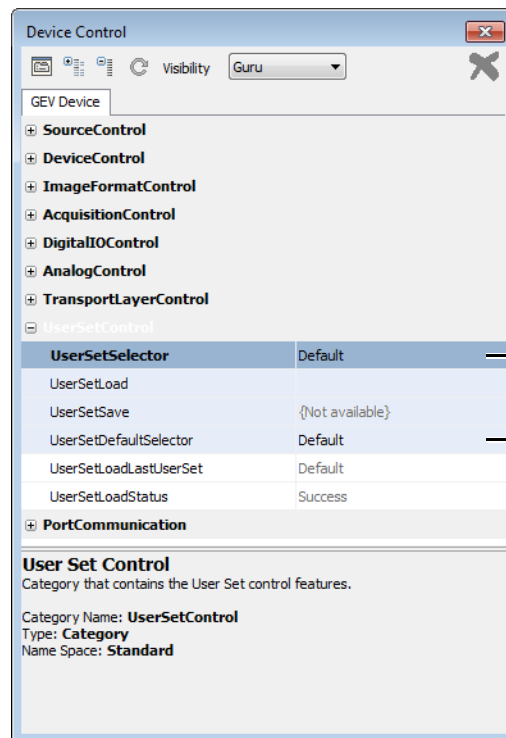 Device Control
Visibility Guru
GEV Device
SourceControl
DeviceControl
ImageFormatControl
AcquisitionControl
DigitalIOControl
AnalogControl
TransportLayerControl
UserSetControl
UserSetSelector Default
UserSetLoad
UserSetSave {Not available}
UserSetDefaultSelector Default
UserSetLoadLastUserSet Default
UserSetLoadStatus Success
PortCommunication
User Set Control
Category that contains the User Set control features.
Category Name: UserSetControl
Type: Category
Name Space: Standard